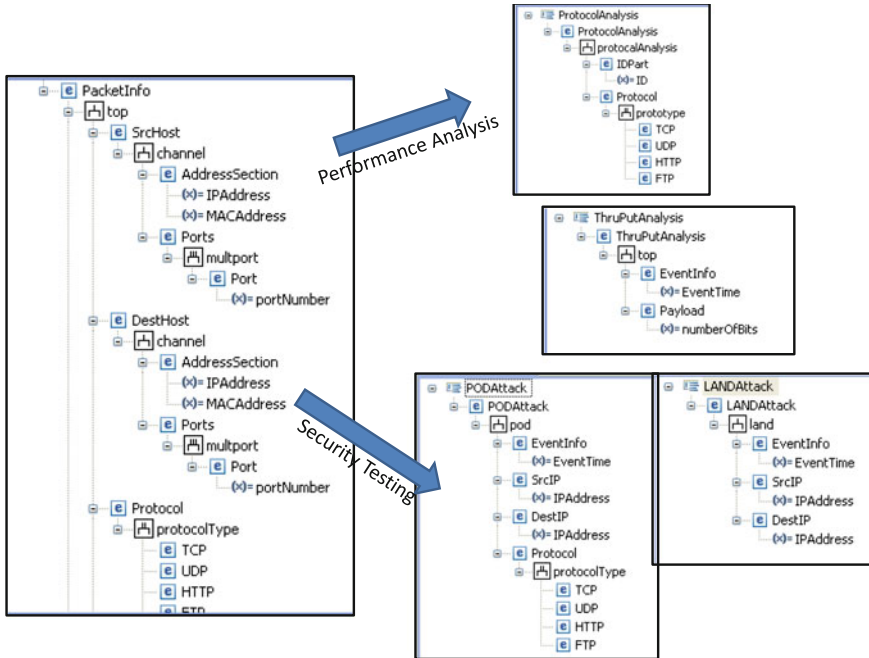 PacketInfo
top
SrcHost
channel
AddressSection
(x)= IPAddress
(x)= MACAddress
Ports
multport
Port
(x)= portNumber
DestHost
channel
AddressSection
(x)= IPAddress
(x)= MACAddress
Ports
multport
Port
(x)= portNumber
Protocol
protocolType
TCP
UDP
HTTP
FTP
Performance Analysis
Security Testing
ProtocolAnalysis
ProtocolAnalysis
protocalAnalysis
IDPart
(x)= ID
Protocol
prototype
TCP
UDP
HTTP
FTP
ThruPutAnalysis
ThruPutAnalysis
top
EventInfo
(x)= EventTime
Payload
(x)= numberOfBits
PODAttack
PODAttack
pod
EventInfo
(x)= EventTime
SrcIP
(x)= IPAddress
DestIP
(x)= IPAddress
Protocol
protocolType
TCP
UDP
HTTP
FTP
LANDAttack
LANDAttack
land
EventInfo
(x)= EventTime
SrcIP
(x)= IPAddress
DestIP
(x)= IPAddress